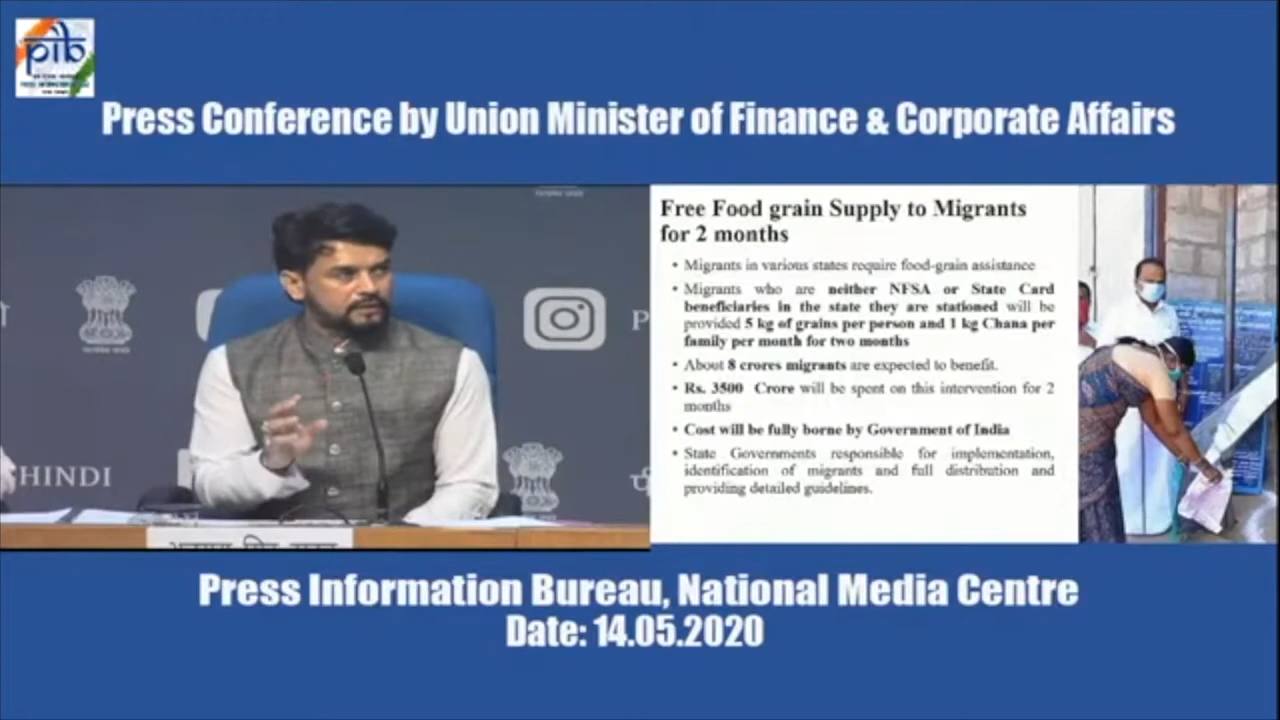 pib
Press Conference by Union Minister of Finance & Corporate Affairs
HINDI
P
Free Food grain Supply to Migrants
for 2 months
• Migrants in various states require food-grain assistance
• Migrants who are neither NFSA or State Card
beneficiaries in the state they are stationed will be
provided 5 kg of grains per person and 1 kg Chana per
family per month for two months
• About 8 crores migrants are expected to benefit.
• Rs. 3500 Crore will be spent on this intervention for 2
months
• Cost will be fully borne by Government of India
• State Governments responsible for implementation,
identification of migrants and full distribution and
providing detailed guidelines.
Press Information Bureau, National Media Centre
Date: 14.05.2020